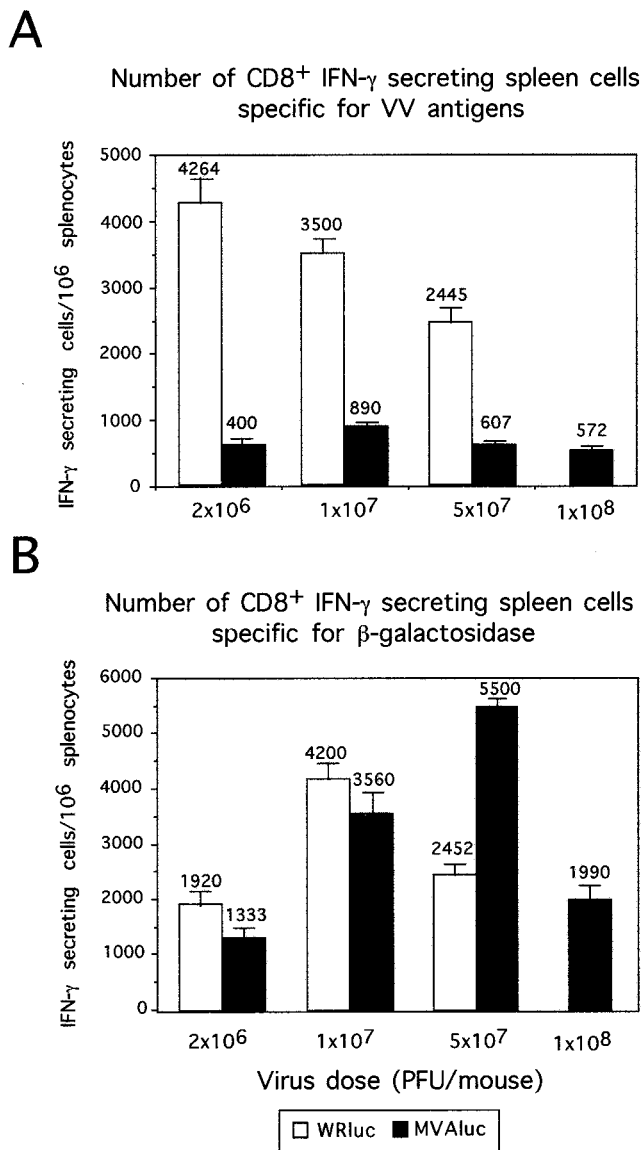 A
Number of CD8+ IFN-γ secreting spleen cells
specific for VV antigens
IFN-γ secreting cells/10⁶ splenocytes
5000
4000
3000
2000
1000
0
4264
400
3500
890
2445
607
572
2x10⁶
1x10⁷
5x10⁷
1x10⁸
B
Number of CD8+ IFN-γ secreting spleen cells
specific for β-galactosidase
IFN-γ secreting cells/10⁶ splenocytes
6000
5000
4000
3000
2000
1000
0
1920
1333
4200
3560
2452
5500
1990
2x10⁶
1x10⁷
5x10⁷
1x10⁸
Virus dose (PFU/mouse)
WRluc
MVAluc